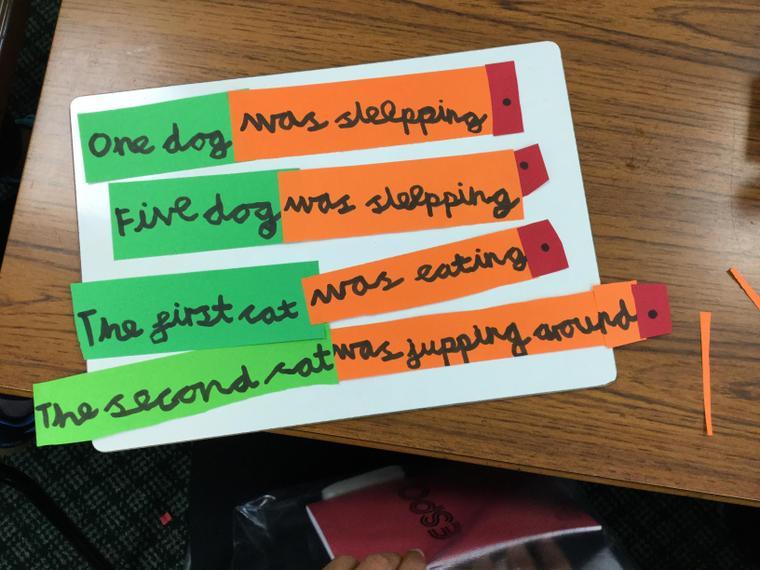 One dog was sleepping.
Five dog was sleepping.
The first cat was eating.
The second cat was jupping around.